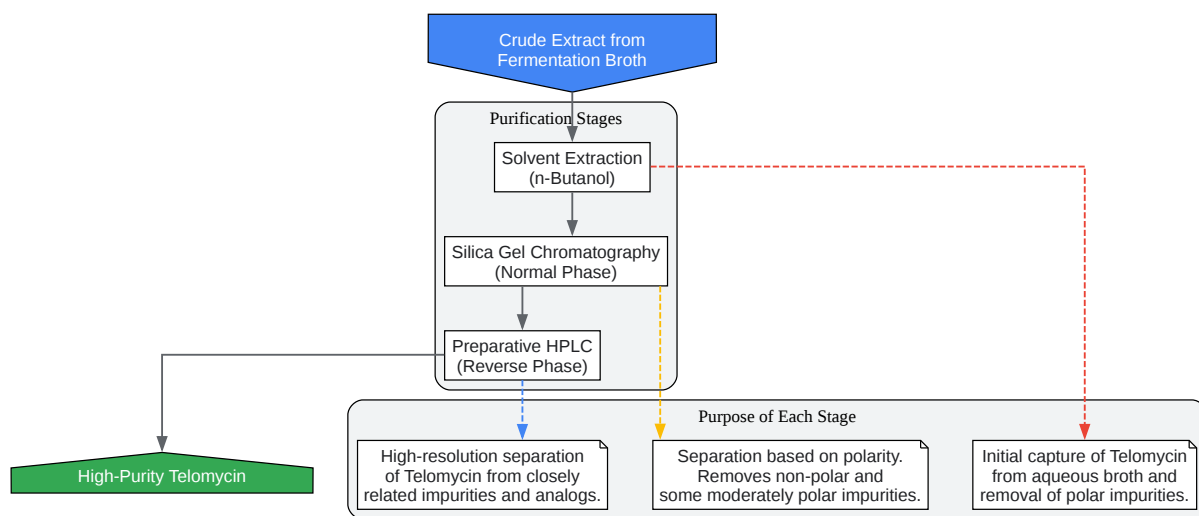 Crude Extract from
Fermentation Broth
Purification Stages
Solvent Extraction
(n-Butanol)
Silica Gel Chromatography
(Normal Phase)
Preparative HPLC
(Reverse Phase)
Purpose of Each Stage
High-Purity Telomycin
High-resolution separation
of Telomycin from closely
related impurities and analogs.
Separation based on polarity.
Removes non-polar and
some moderately polar impurities.
Initial capture of Telomycin
from aqueous broth and
removal of polar impurities.